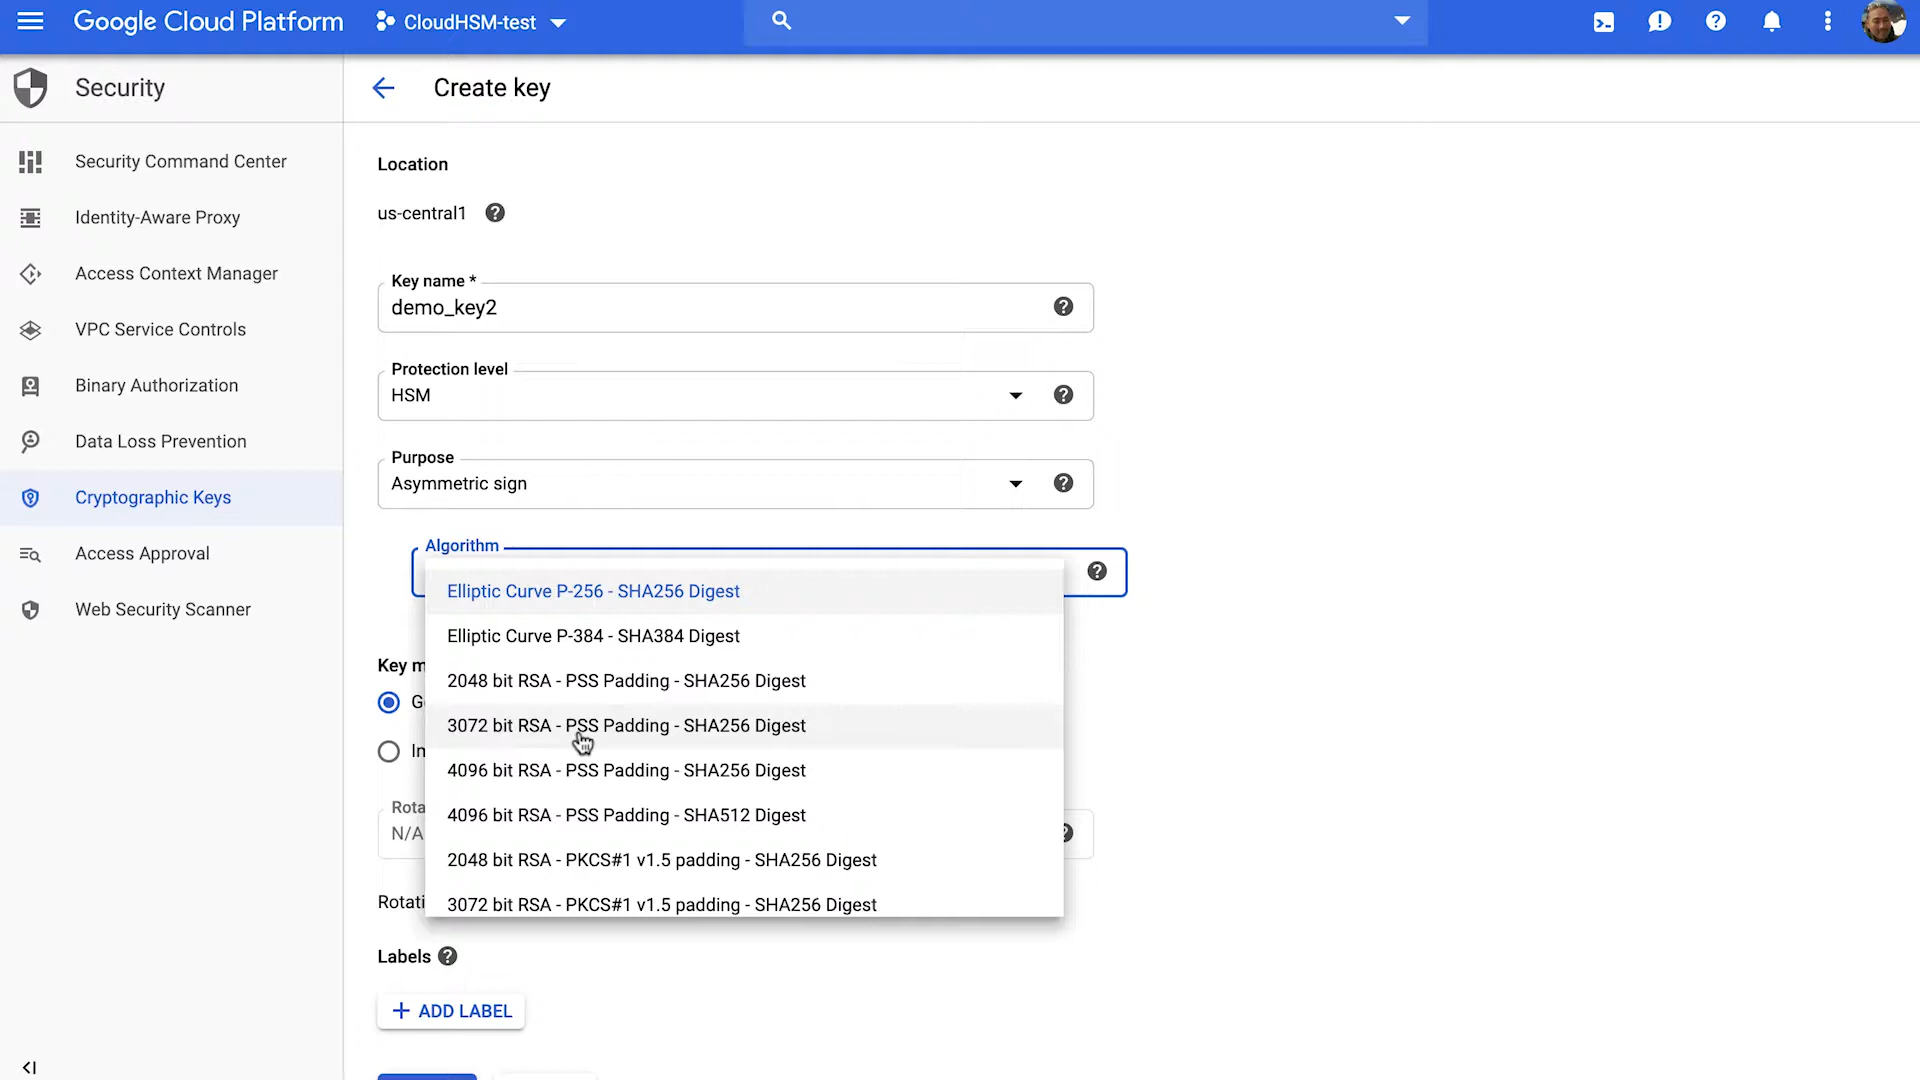 Google Cloud Platform
CloudHSM-test
Security
Create key
Security Command Center
Identity-Aware Proxy
Access Context Manager
VPC Service Controls
Binary Authorization
Data Loss Prevention
Cryptographic Keys
Access Approval
Web Security Scanner
Location
us-central1
Key name *
demo_key2
Protection level
HSM
Purpose
Asymmetric sign
Algorithm
Elliptic Curve P-256 - SHA256 Digest
Elliptic Curve P-384 - SHA384 Digest
2048 bit RSA - PSS Padding - SHA256 Digest
3072 bit RSA - PSS Padding - SHA256 Digest
4096 bit RSA - PSS Padding - SHA256 Digest
4096 bit RSA - PSS Padding - SHA512 Digest
2048 bit RSA - PKCS#1 v1.5 padding - SHA256 Digest
3072 bit RSA - PKCS#1 v1.5 padding - SHA256 Digest
Key
N/A
Labels
ADD LABEL